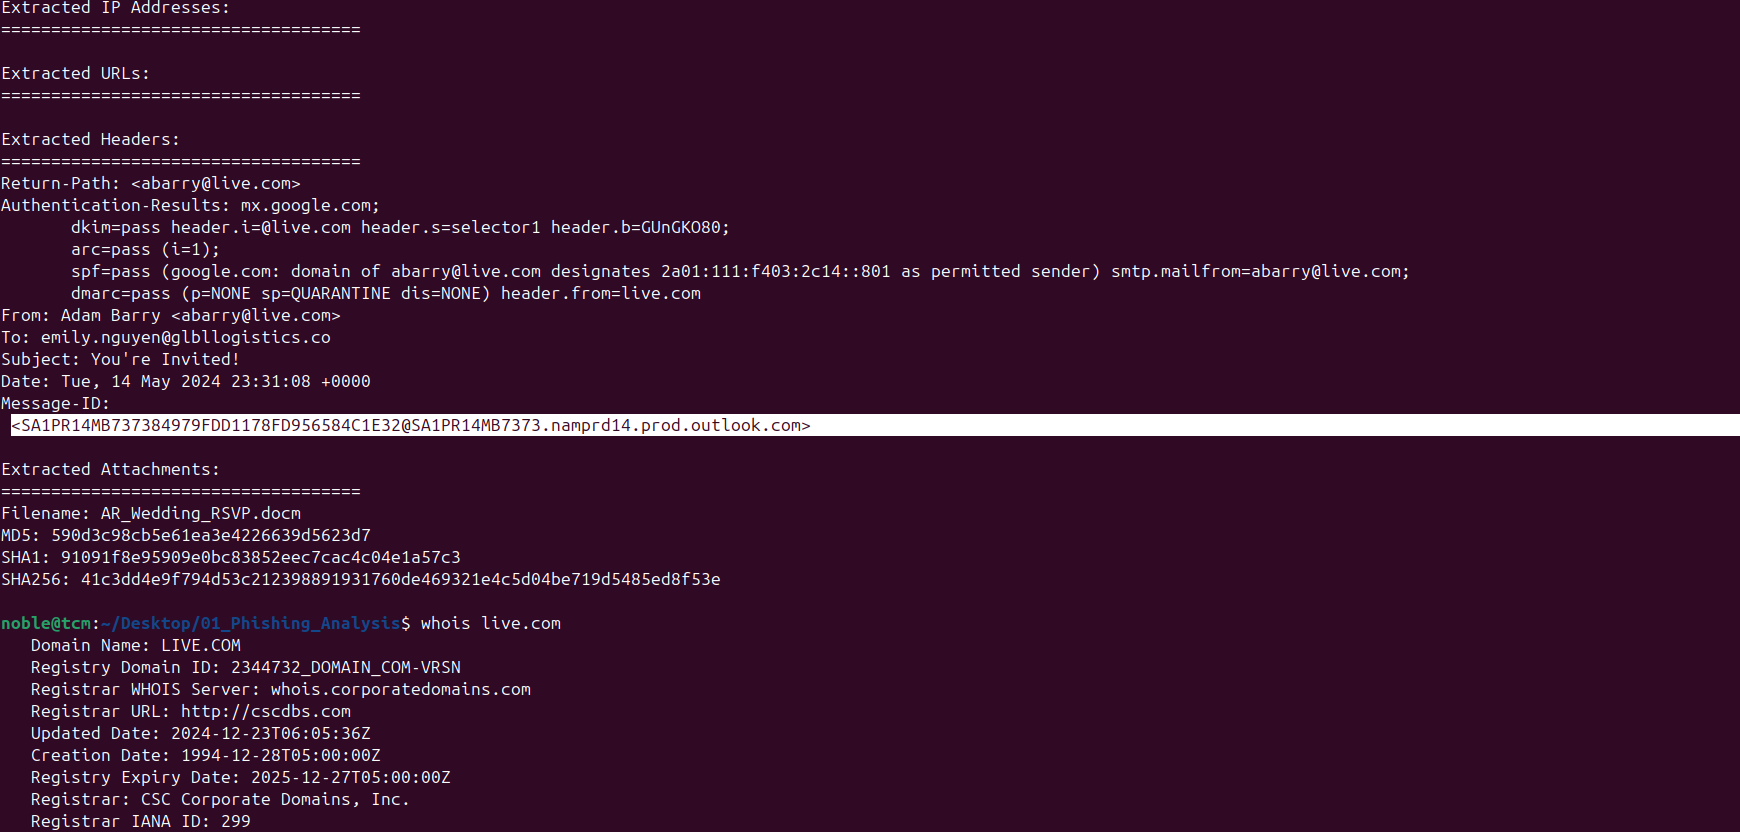 Extracted IP Addresses:
====================================
Extracted URLs:
====================================
Extracted Headers:
====================================
Return-Path: <abarry@live.com>
Authentication-Results: mx.google.com;
       dkim=pass header.i=@live.com header.s=selector1 header.b=GUnGKO80;
       arc=pass (i=1);
       spf=pass (google.com: domain of abarry@live.com designates 2a01:111:f403:2c14::801 as permitted sender) smtp.mailfrom=abarry@live.com;
       dmarc=pass (p=NONE sp=QUARANTINE dis=NONE) header.from=live.com
From: Adam Barry <abarry@live.com>
To: emily.nguyen@glbllogistics.co
Subject: You're Invited!
Date: Tue, 14 May 2024 23:31:08 +0000
Message-ID:
 <SA1PR14MB737384979FDD1178FD956584C1E32@SA1PR14MB7373.namprd14.prod.outlook.com>
Extracted Attachments:
====================================
Filename: AR_Wedding_RSVP.docm
MD5: 590d3c98cb5e61ea3e4226639d5623d7
SHA1: 91091f8e95909e0bc83852eec7cac4c04e1a57c3
SHA256: 41c3dd4e9f794d53c212398891931760de469321e4c5d04be719d5485ed8f53e
noble@tcm:~/Desktop/01_Phishing_Analysis$ whois live.com
   Domain Name: LIVE.COM
   Registry Domain ID: 2344732_DOMAIN_COM-VRSN
   Registrar WHOIS Server: whois.corporatedomains.com
   Registrar URL: http://cscdbs.com
   Updated Date: 2024-12-23T06:05:36Z
   Creation Date: 1994-12-28T05:00:00Z
   Registry Expiry Date: 2025-12-27T05:00:00Z
   Registrar: CSC Corporate Domains, Inc.
   Registrar IANA ID: 299